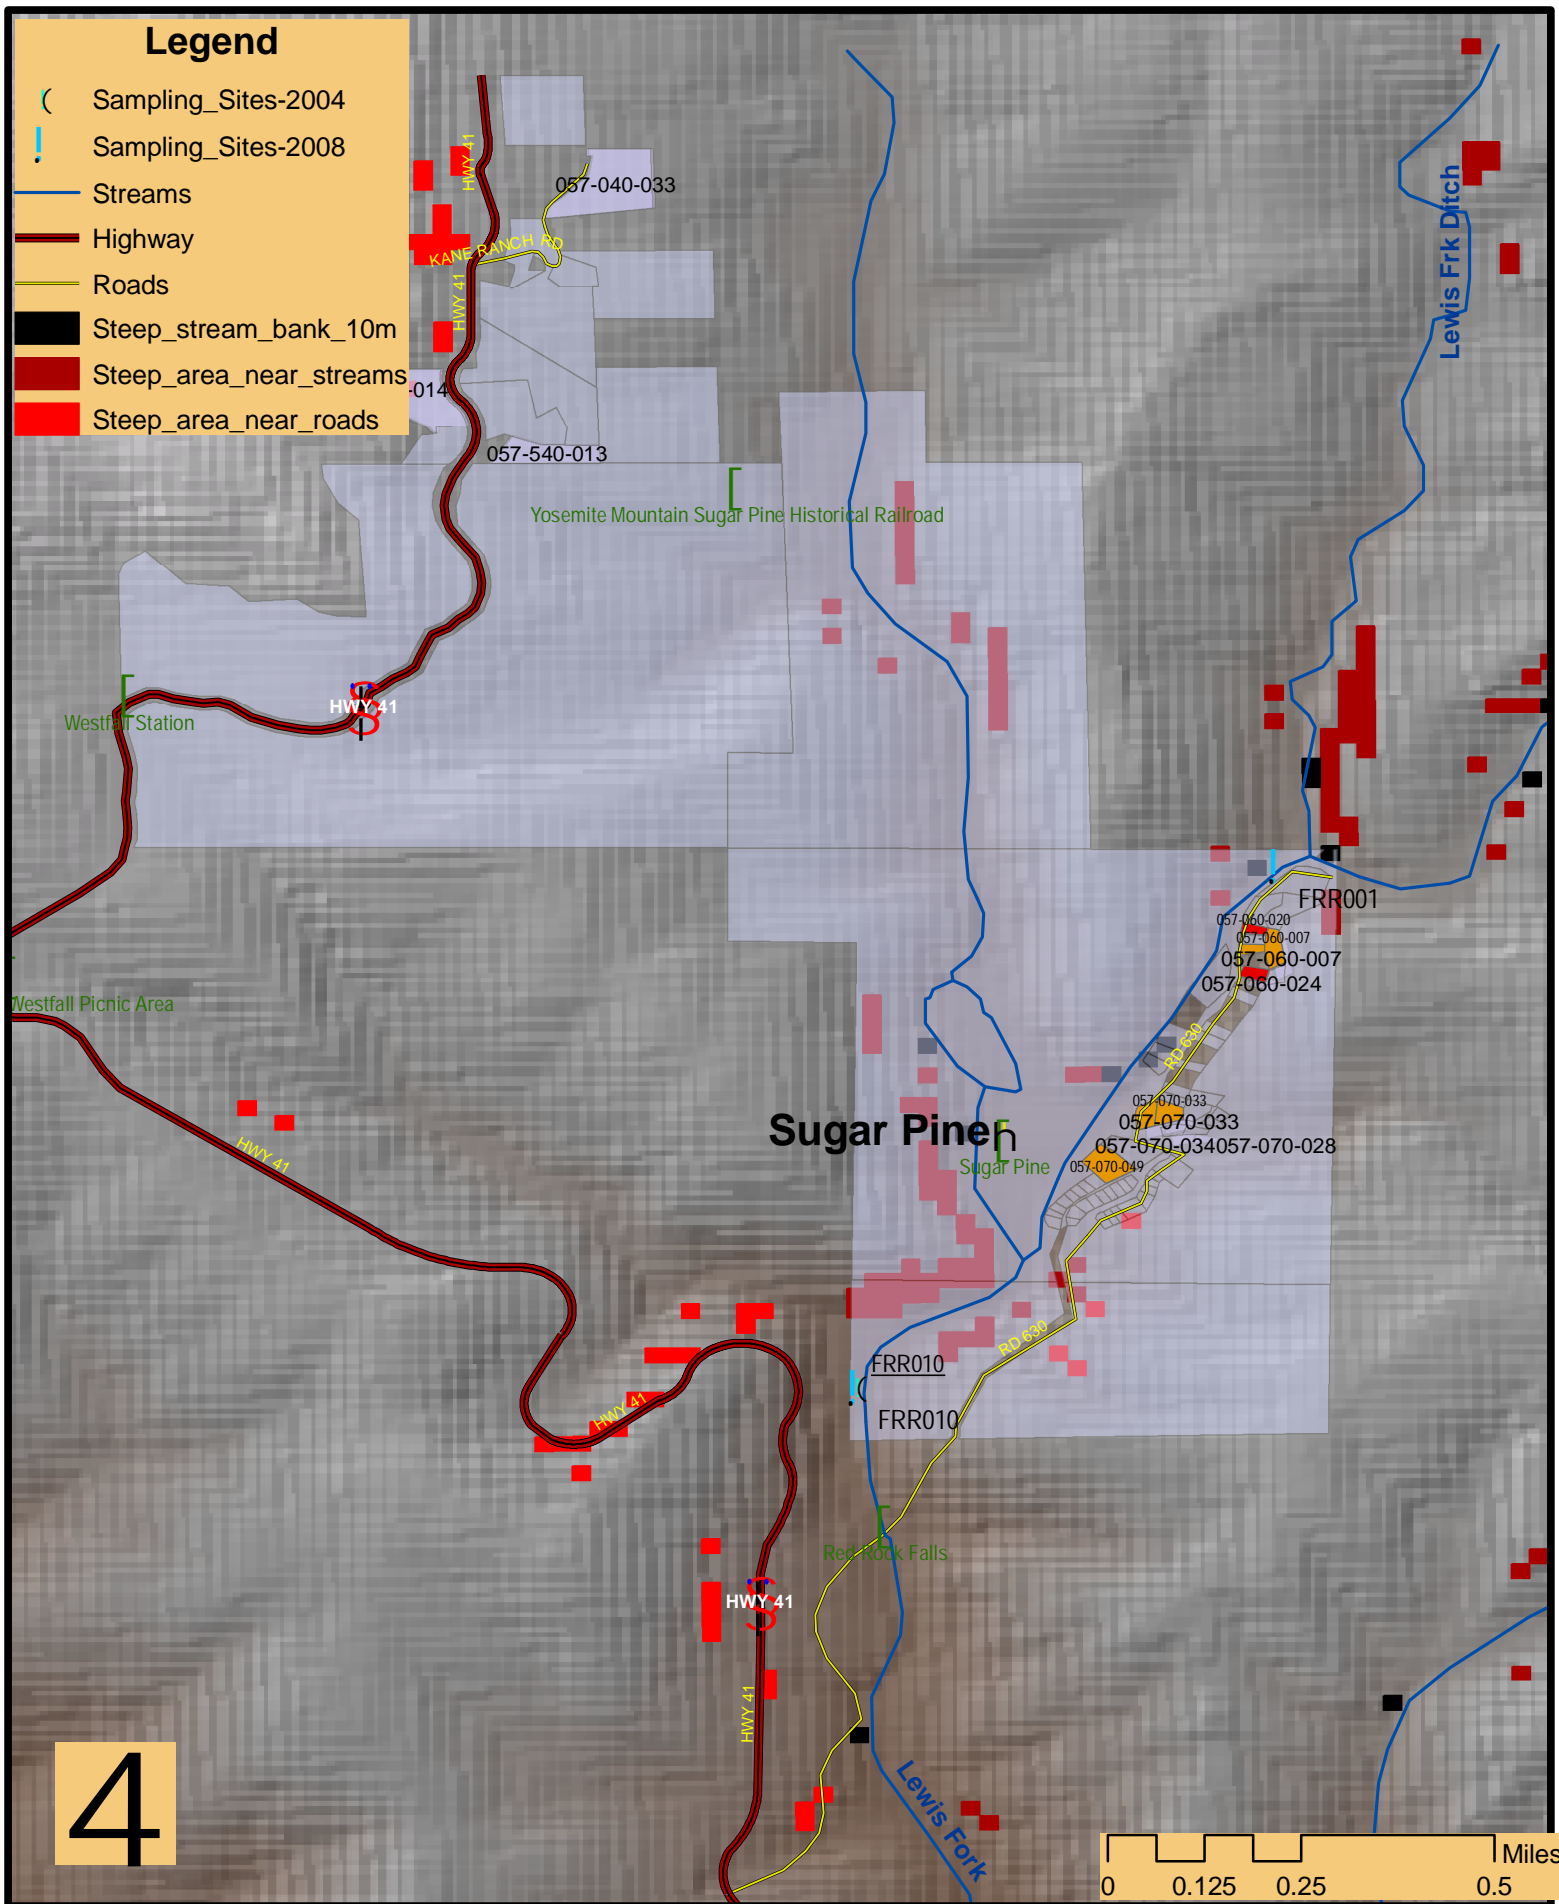 Legend
Sampling_Sites-2004
Sampling_Sites-2008
Streams
Highway
Roads
Steep_stream_bank_10m
Steep_area_near_streams
Steep_area_near_roads
HWY 41
057-040-033
KANE RANCH RD
HWY 41
Lewis Frk Ditch
-014
057-540-013
Yosemite Mountain Sugar Pine Historical Railroad
HWY 41
Westfall Station
FRR001
057-060-020
057-060-007
057-060-007
057-060-024
Westfall Picnic Area
RD 630
057-070-033
057-070-033
Sugar Pine
057-070-034057-070-028
Sugar Pine
057-070-049
HWY 41
RD 630
FRR010
HWY 41
FRR010
Red Rock Falls
HWY 41
HWY 41
Lewis Fork
4
Miles
0 0.125 0.25 0.5